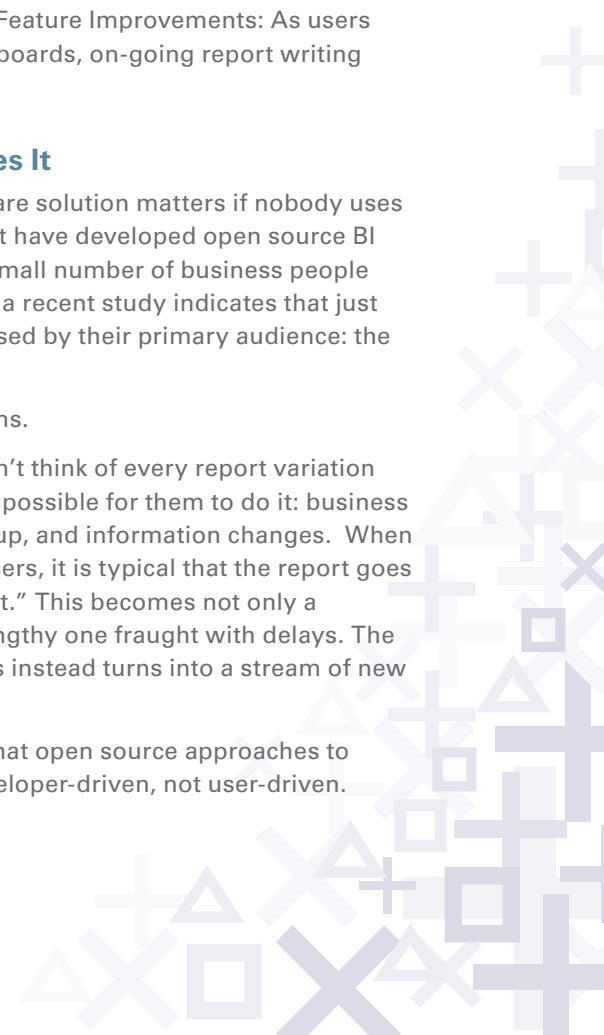 Feature Improvements: As users
boards, on-going report writing
es It
are solution matters if nobody uses
t have developed open source BI
small number of business people
a recent study indicates that just
sed by their primary audience: the
ns.
n’t think of every report variation
possible for them to do it: business
up, and information changes.  When
sers, it is typical that the report goes
t.” This becomes not only a
ngthy one fraught with delays. The
s instead turns into a stream of new
hat open source approaches to
eloper-driven, not user-driven.